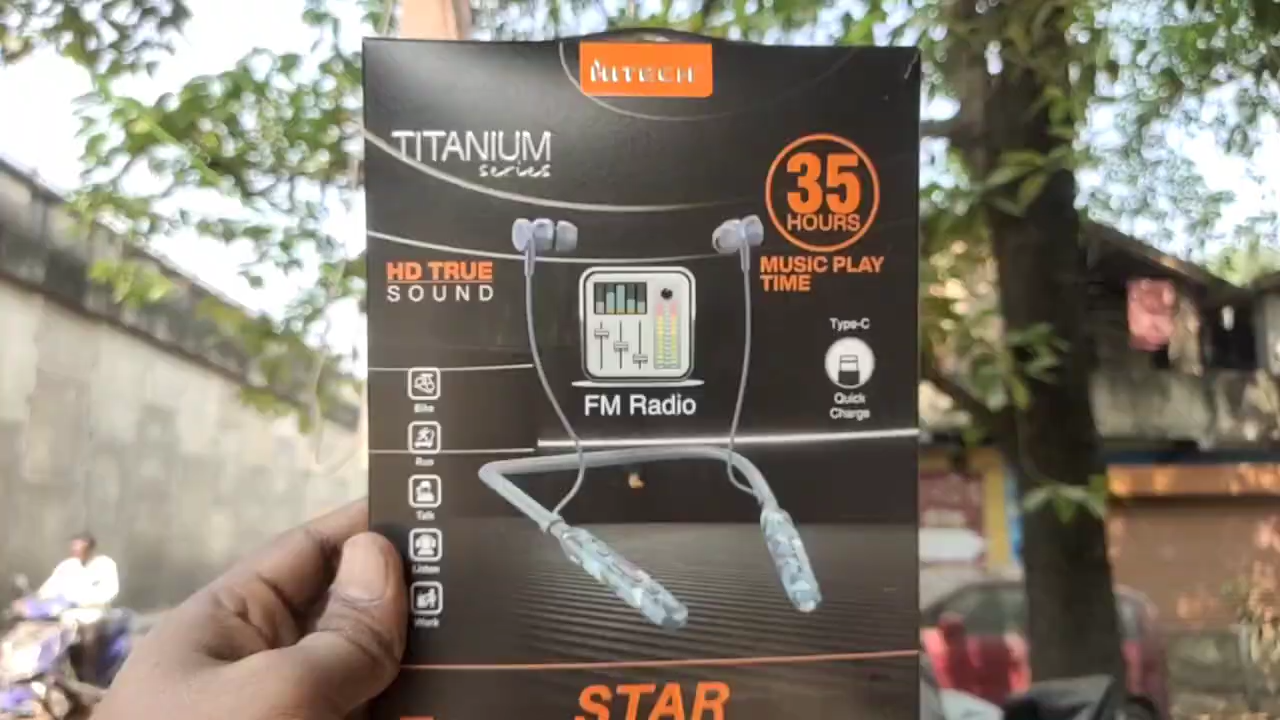 HITECH
TITANIUM
series
35
HOURS
MUSIC PLAY
TIME
HD TRUE
SOUND
Type-C
Quick
Charge
FM Radio
Bike
Run
Talk
Listen
Work
STAR